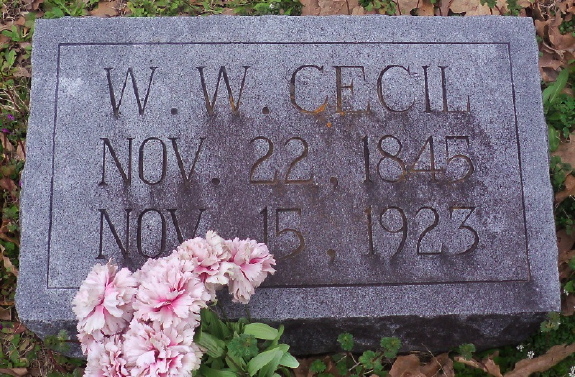 W. W. CECIL
NOV. 22, 1845
NOV. 15, 1923